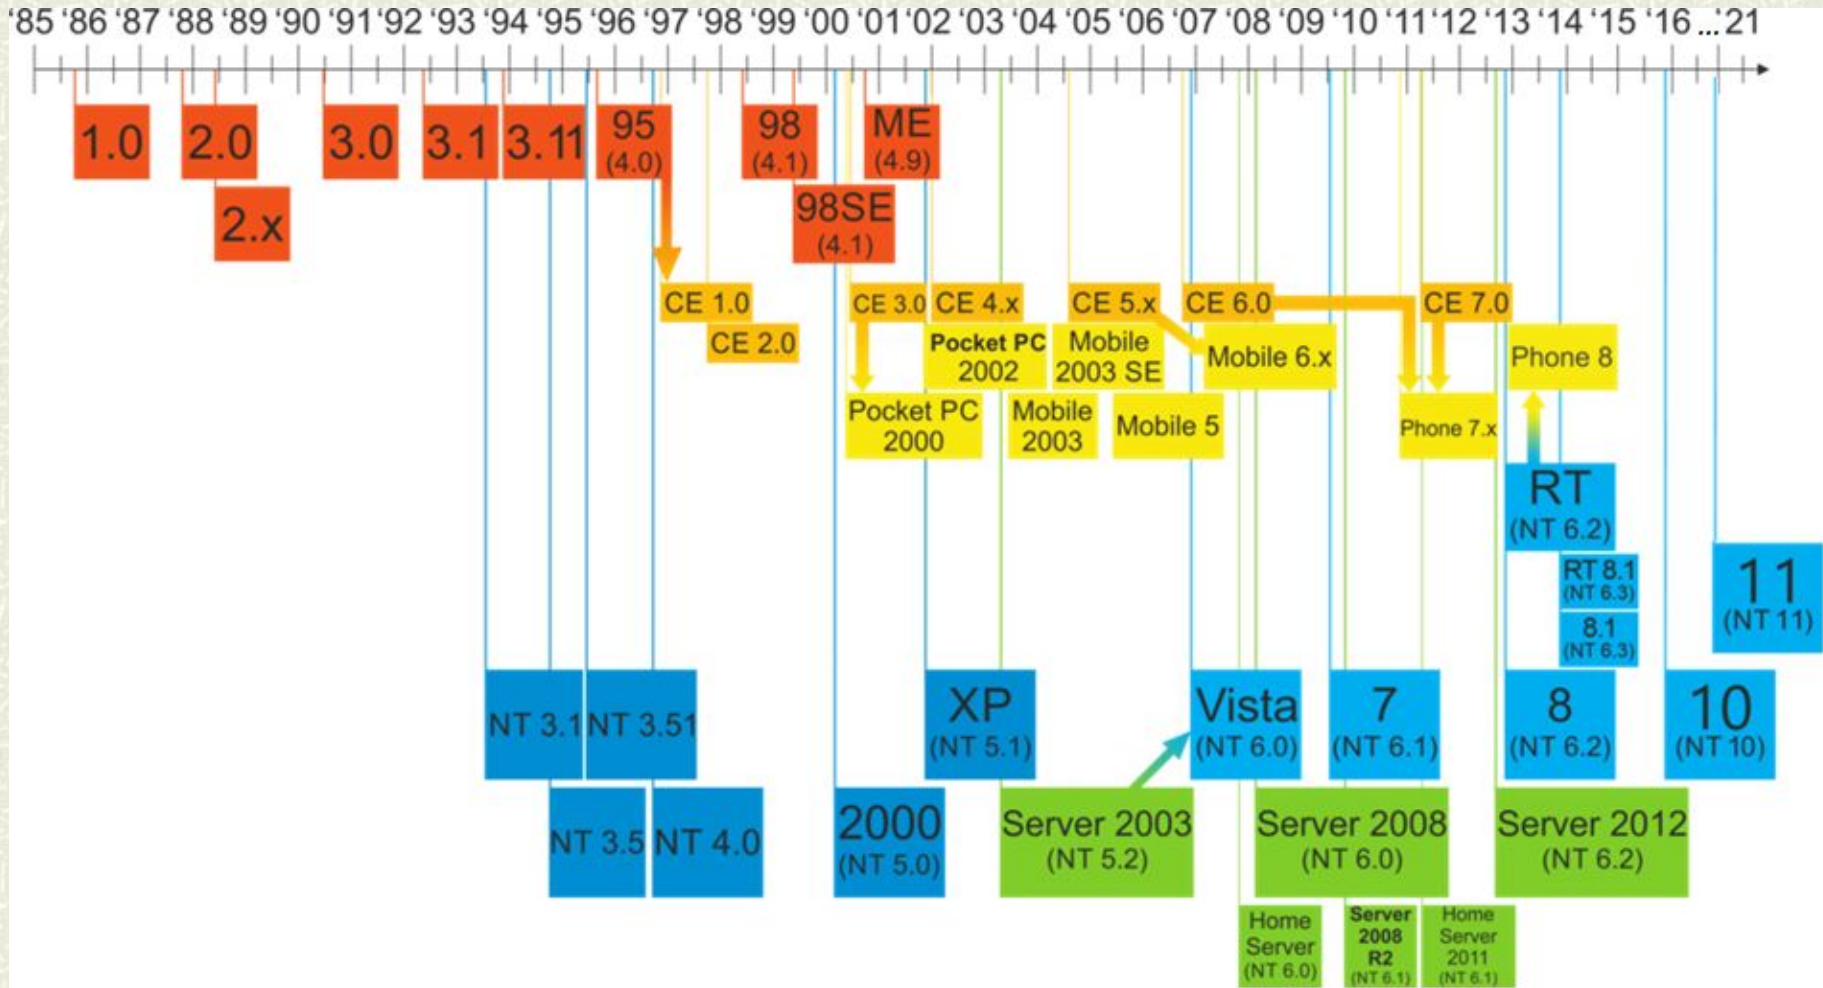 ‘85 ‘86 ‘87 ‘88 ‘89 ‘90 ‘91 ‘92 ‘93 ‘94 ‘95 ‘96 ‘97 ‘98 ‘99 ‘00 ‘01 ‘02 ‘03 ‘04 ‘05 ‘06 ‘07 ‘08 ‘09 ‘10 ‘11 ‘12 ‘13 ‘14 ‘15 ‘16 ... ‘21
1.0
2.0
3.0
3.1
3.11
95
(4.0)
98
(4.1)
ME
(4.9)
2.x
98SE
(4.1)
CE 1.0
CE 3.0
CE 4.x
CE 5.x
CE 6.0
CE 7.0
CE 2.0
Pocket PC
2002
Mobile
2003 SE
Mobile 6.x
Phone 8
Pocket PC
2000
Mobile
2003
Mobile 5
Phone 7.x
RT
(NT 6.2)
RT 8.1
(NT 6.3)
8.1
(NT 6.3)
11
(NT 11)
NT 3.1
NT 3.51
XP
(NT 5.1)
Vista
(NT 6.0)
7
(NT 6.1)
8
(NT 6.2)
10
(NT 10)
NT 3.5
NT 4.0
2000
(NT 5.0)
Server 2003
(NT 5.2)
Server 2008
(NT 6.0)
Server 2012
(NT 6.2)
Home
Server
(NT 6.0)
Server
2008
R2
(NT 6.1)
Home
Server
2011
(NT 6.1)